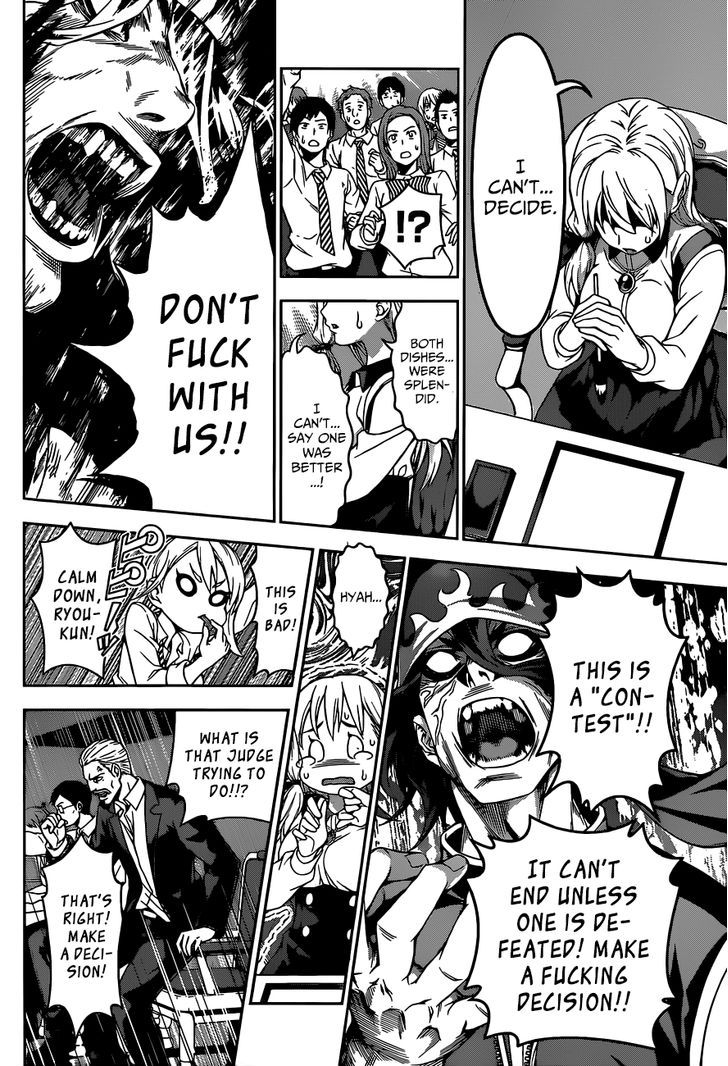 I
CAN'T...
DECIDE.
!?
BOTH
DISHES...
WERE
SPLEN-
DID.
I
CAN'T...
SAY ONE
WAS
BETTER
...!
DON'T
FUCK
WITH
US!!
THIS IS
A "CON-
TEST"!!
IT CAN'T
END UNLESS
ONE IS DE-
FEATED! MAKE
A FUCKING
DECISION!!
HYAH...
THIS
IS
BAD!
CALM
DOWN,
RYOU-
KUN!
WHAT IS
THAT JUDGE
TRYING TO
DO!!?
THAT'S
RIGHT!
MAKE
A DECI-
SION!